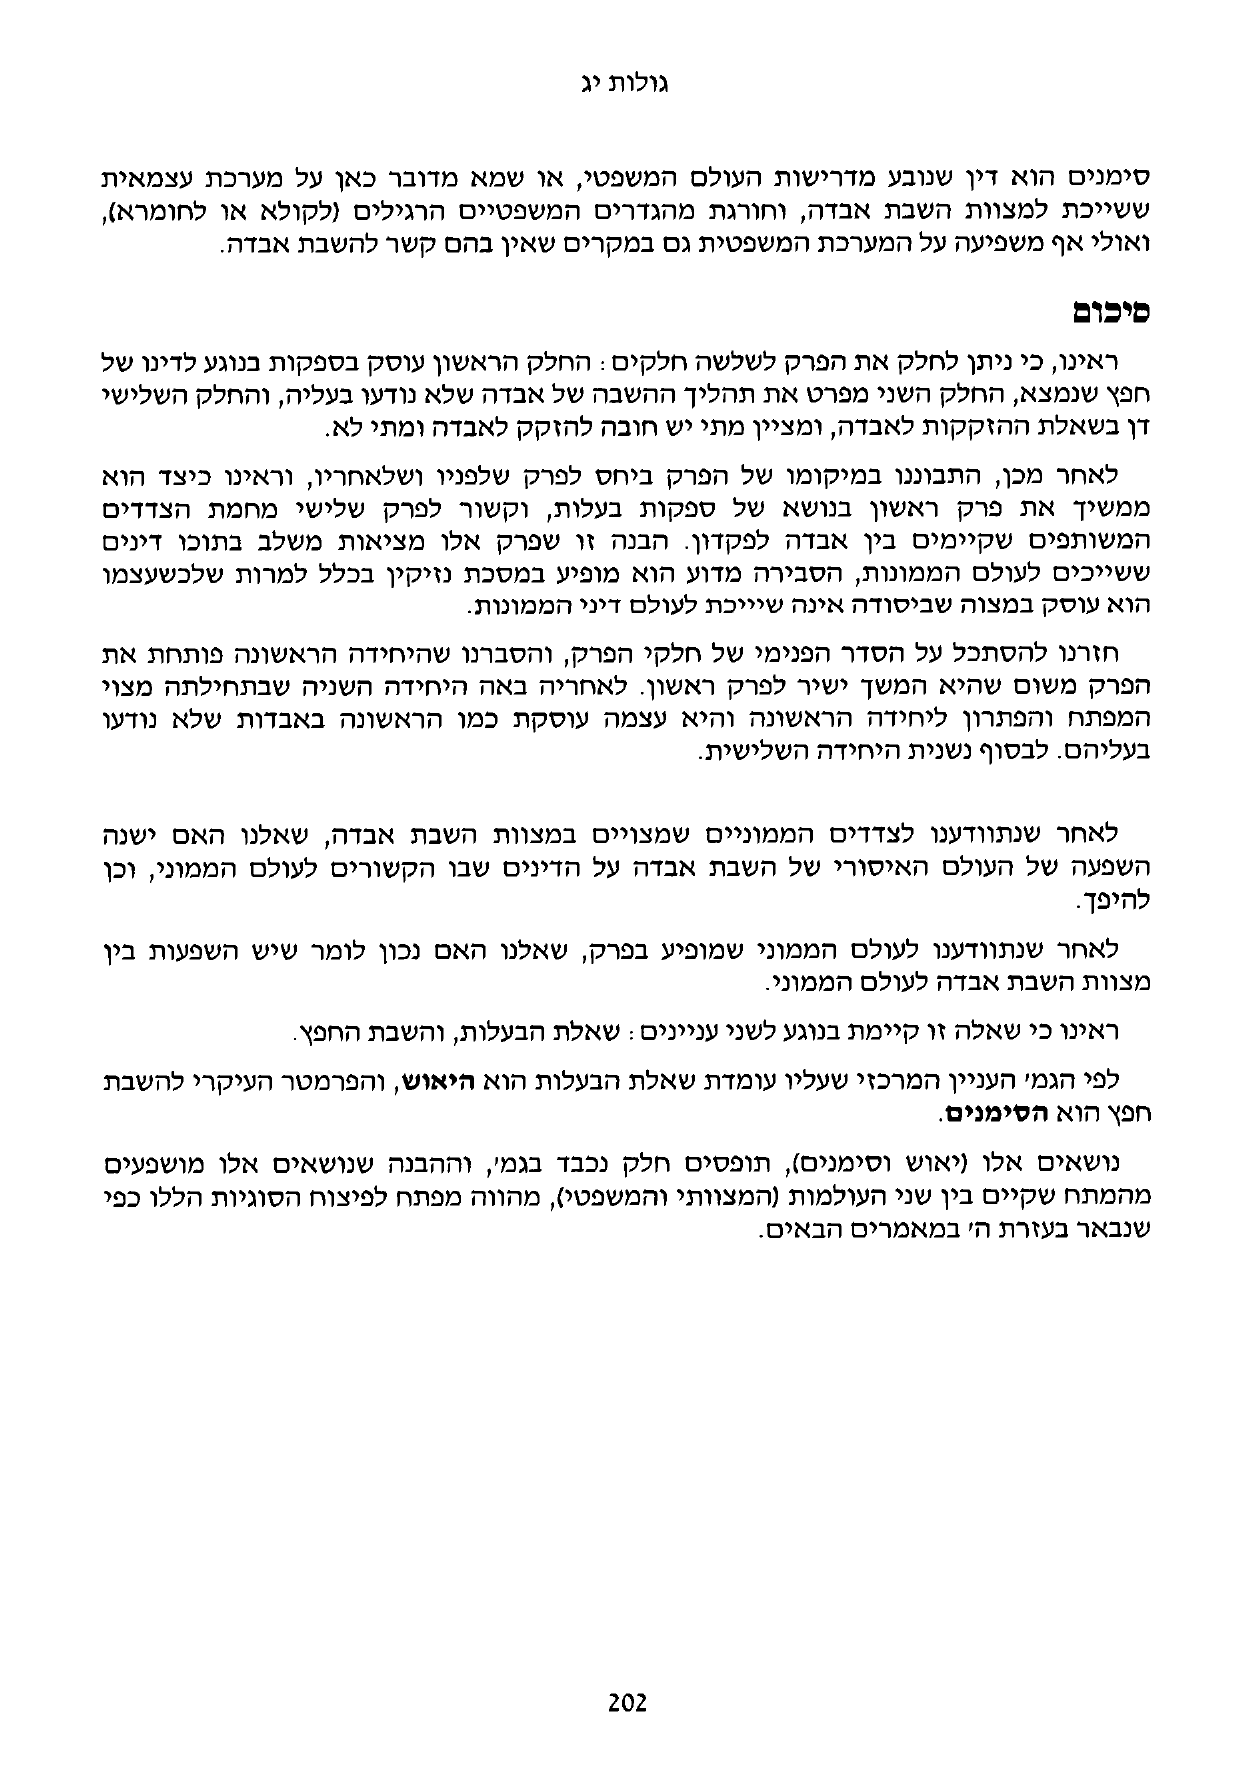 גולות יג
סימנים הוא דין שנובע מדרישות העולם המשפטי, או שמא מדובר כאן על מערכת עצמאית
ששייכת למצוות השבת אבדה, וחורגת מהגדרים המשפטיים הרגילים (לקולא או לחומרא),
ואולי אף משפיעה על המערכת המשפטית גם במקרים שאין בהם קשר להשבת אבדה.
סיכום
ראינו, כי ניתן לחלק את הפרק לשלשה חלקים: החלק הראשון עוסק בספקות בנוגע לדינו של
חפץ שנמצא, החלק השני מפרט את תהליך ההשבה של אבדה שלא נודעו בעליה, והחלק השלישי
דן בשאלת ההזקקות לאבדה, ומציין מתי יש חובה להזקק לאבדה ומתי לא.
לאחר מכן, התבוננו במיקומו של הפרק ביחס לפרק שלפניו ושלאחריו, וראינו כיצד הוא
ממשיך את פרק ראשון בנושא של ספקות בעלות, וקשור לפרק שלישי מחמת הצדדים
המשותפים שקיימים בין אבדה לפקדון. הבנה זו שפרק אלו מציאות משלב בתוכו דינים
ששייכים לעולם הממונות, הסבירה מדוע הוא מופיע במסכת נזיקין בכלל למרות שלכשעצמו
הוא עוסק במצוה שביסודה אינה שיייכת לעולם דיני הממונות.
חזרנו להסתכל על הסדר הפנימי של חלקי הפרק, והסברנו שהיחידה הראשונה פותחת את
הפרק משום שהיא המשך ישיר לפרק ראשון. לאחריה באה היחידה השניה שבתחילתה מצוי
המפתח והפתרון ליחידה הראשונה והיא עצמה עוסקת כמו הראשונה באבדות שלא נודעו
בעליהם. לבסוף נשנית היחידה השלישית.
לאחר שנתוודענו לצדדים הממוניים שמצויים במצוות השבת אבדה, שאלנו האם ישנה
השפעה של העולם האיסורי של השבת אבדה על הדינים שבו הקשורים לעולם הממוני, וכן
להיפך.
לאחר שנתוודענו לעולם הממוני שמופיע בפרק, שאלנו האם נכון לומר שיש השפעות בין
מצוות השבת אבדה לעולם הממוני.
ראינו כי שאלה זו קיימת בנוגע לשני עניינים: שאלת הבעלות, והשבת החפץ.
לפי הגמ' העניין המרכזי שעליו עומדת שאלת הבעלות הוא היאוש, והפרמטר העיקרי להשבת
חפץ הוא הסימנים.
נושאים אלו (יאוש וסימנים), תופסים חלק נכבד בגמ', וההבנה שנושאים אלו מושפעים
מהמתח שקיים בין שני העולמות (המצוותי והמשפטי), מהווה מפתח לפיצוח הסוגיות הללו כפי
שנבאר בעזרת ה' במאמרים הבאים.
202